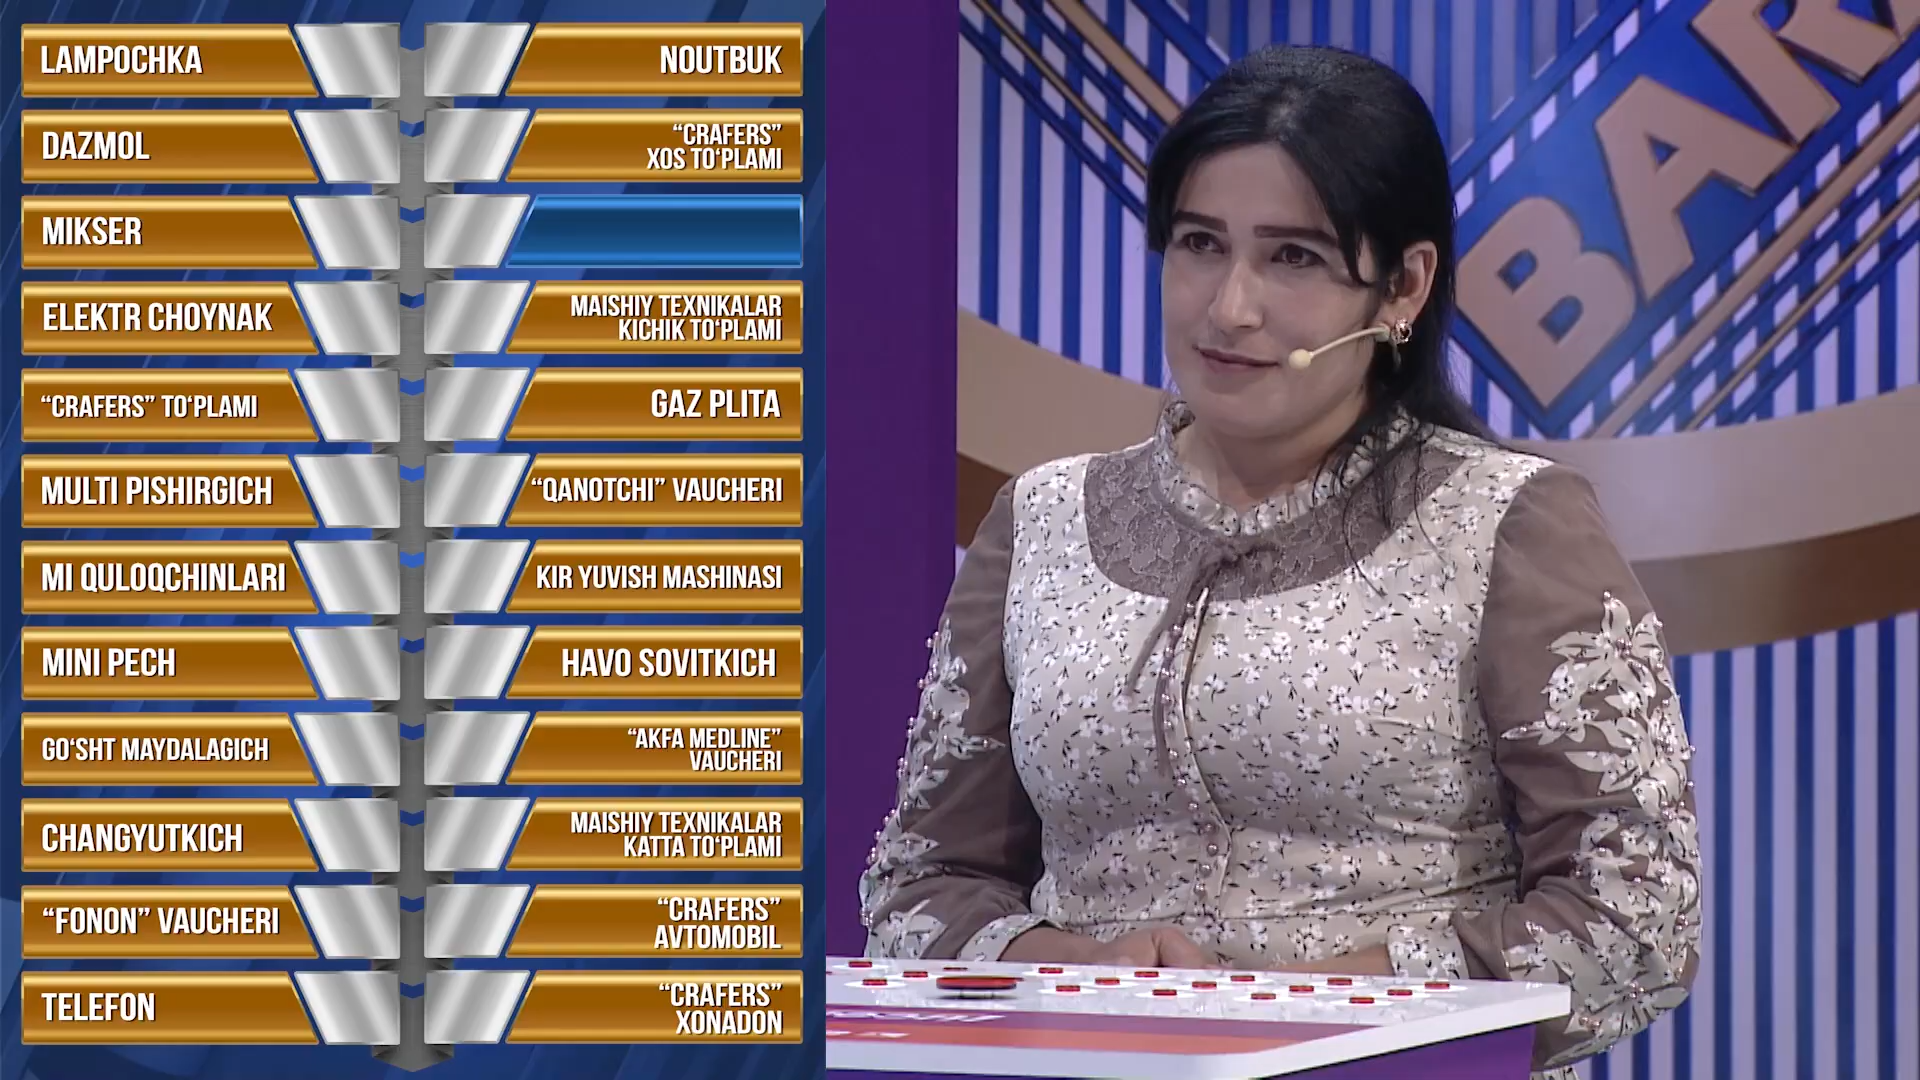 LAMPOCHKA
DAZMOL
MIKSER
ELEKTR CHOYNAK
“CRAFERS” TO‘PLAMI
MULTI PISHIRGICH
MI QULOQCHINLARI
MINI PECH
GO‘SHT MAYDALAGICH
CHANGYUTKICH
“FONON” VAUCHERI
TELEFON
NOUTBUK
“CRAFERS”
XOS TO‘PLAMI
MAISHIY TEXNIKALAR
KICHIK TO‘PLAMI
GAZ PLITA
“QANOTCHI” VAUCHERI
KIR YUVISH MASHINASI
HAVO SOVITKICH
“AKFA MEDLINE”
VAUCHERI
MAISHIY TEXNIKALAR
KATTA TO‘PLAMI
“CRAFERS”
AVTOMOBIL
“CRAFERS”
XONADON
BAR